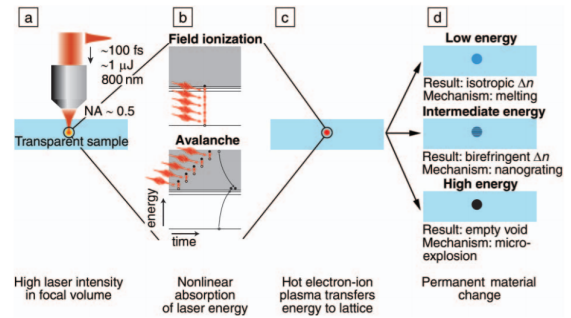 a
~100 fs
~1 μJ
800 nm
NA ~ 0.5
Transparent sample
High laser intensity
in focal volume
b
Field ionization
Avalanche
energy
time
Nonlinear
absorption
of laser energy
c
Hot electron-ion
plasma transfers
energy to lattice
d
Low energy
Result: isotropic Δn
Mechanism: melting
Intermediate energy
Result: birefringent Δn
Mechanism: nanograting
High energy
Result: empty void
Mechanism: micro-
explosion
Permanent material
change